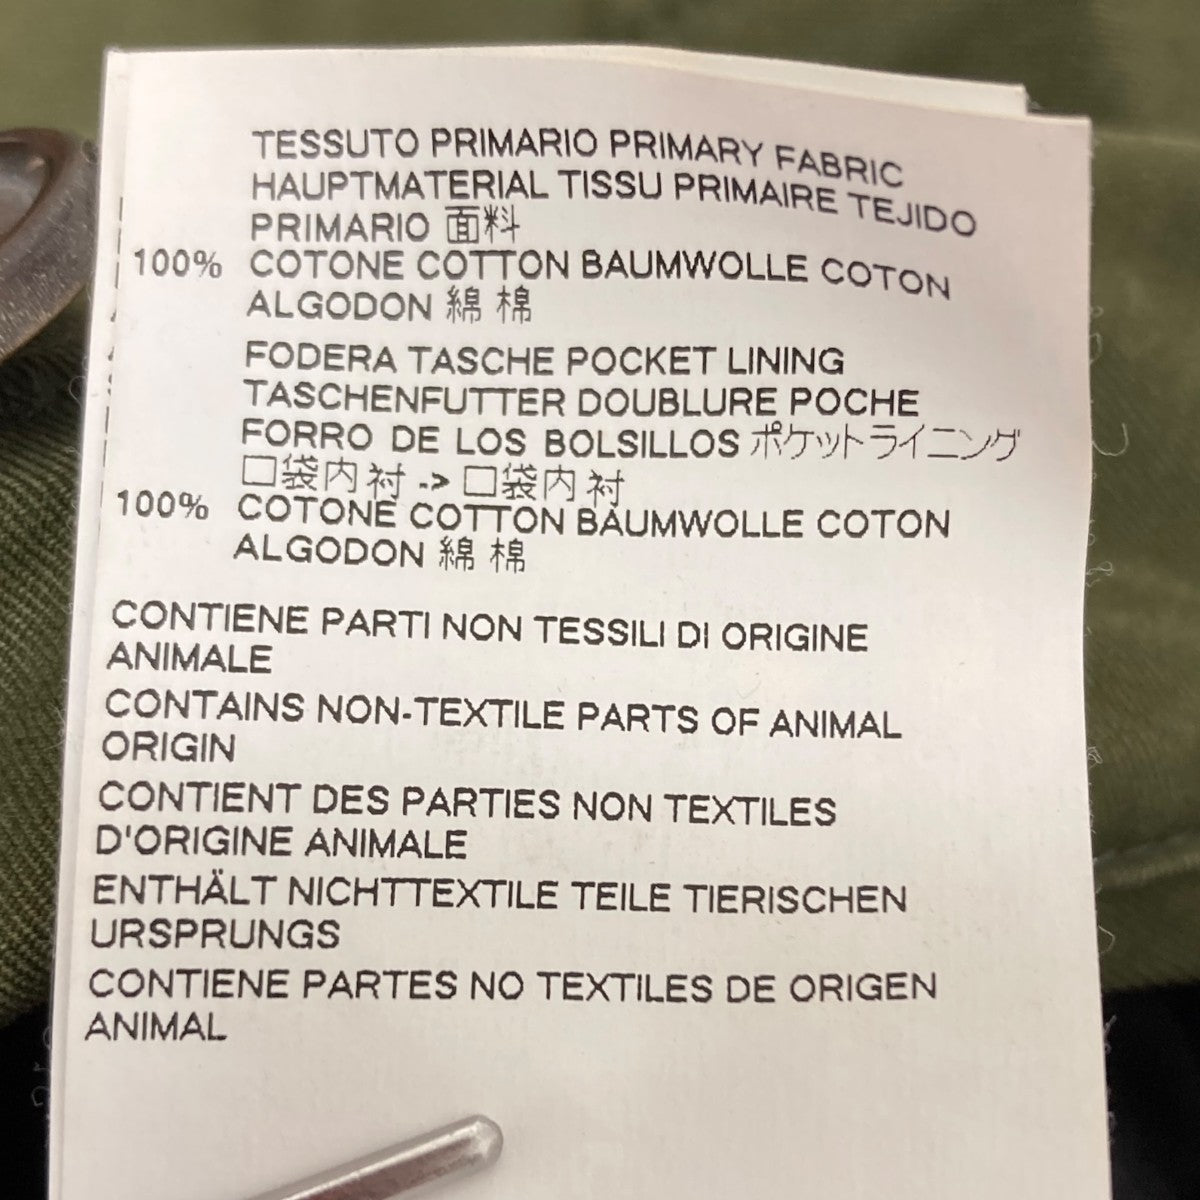 TESSUTO PRIMARIO PRIMARY FABRIC
HAUPTMATERIAL TISSU PRIMAIRE TEJIDO
PRIMARIO 面料
100% COTONE COTTON BAUMWOLLE COTON
ALGODON 綿 棉
FODERA TASCHE POCKET LINING
TASCHENFUTTER DOUBLURE POCHE
FORRO DE LOS BOLSILLOS ポケットライニング
口袋内衬 -> 口袋内衬
100% COTONE COTTON BAUMWOLLE COTON
ALGODON 綿 棉
CONTIENE PARTI NON TESSILI DI ORIGINE
ANIMALE
CONTAINS NON-TEXTILE PARTS OF ANIMAL
ORIGIN
CONTIENT DES PARTIES NON TEXTILES
D'ORIGINE ANIMALE
ENTHÄLT NICHTTEXTILE TEILE TIERISCHEN
URSPRUNGS
CONTIENE PARTES NO TEXTILES DE ORIGEN
ANIMAL